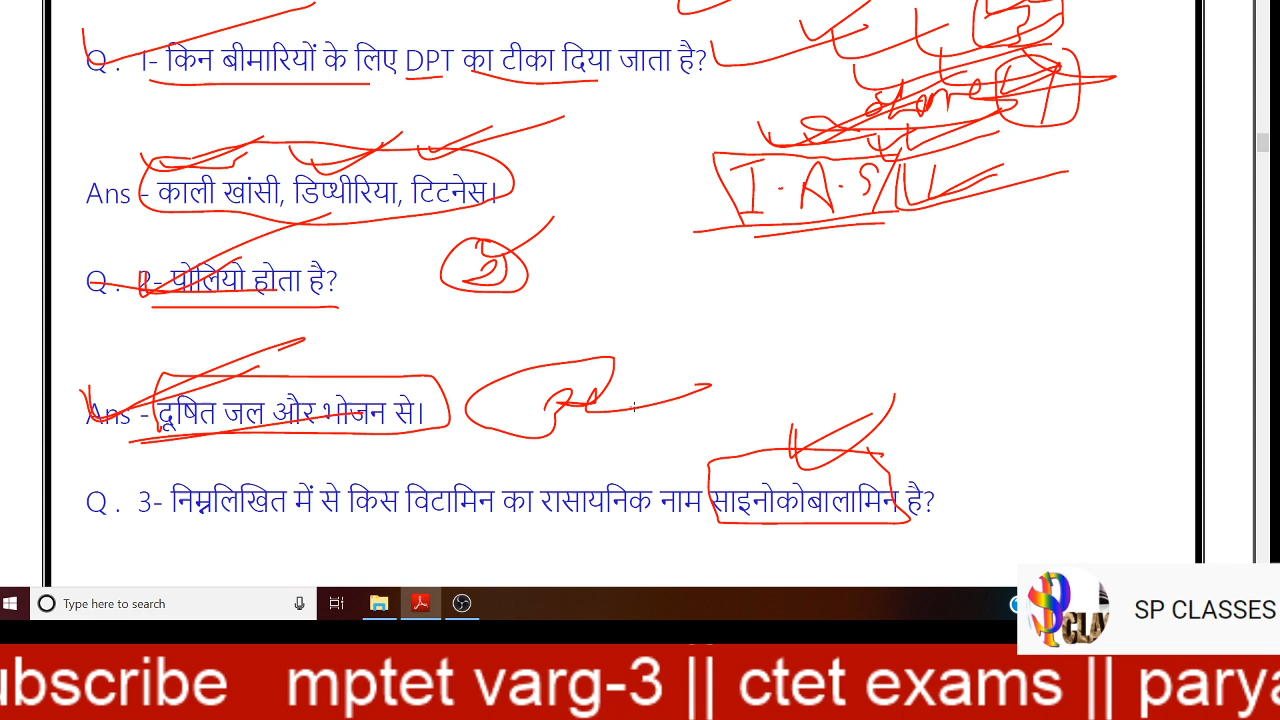 Q . 1- किन बीमारियों के लिए DPT का टीका दिया जाता है?
I.A.S
Ans - काली खांसी, डिप्थीरिया, टिटनेस।
Q . 2- पोलियो होता है?
2
Ans - दूषित जल और भोजन से।
Q . 3- निम्नलिखित में से किस विटामिन का रासायनिक नाम साइनोकोबालामिन है?
Type here to search
SP CLASSES
ubscribe mptet varg-3 || ctet exams || parya